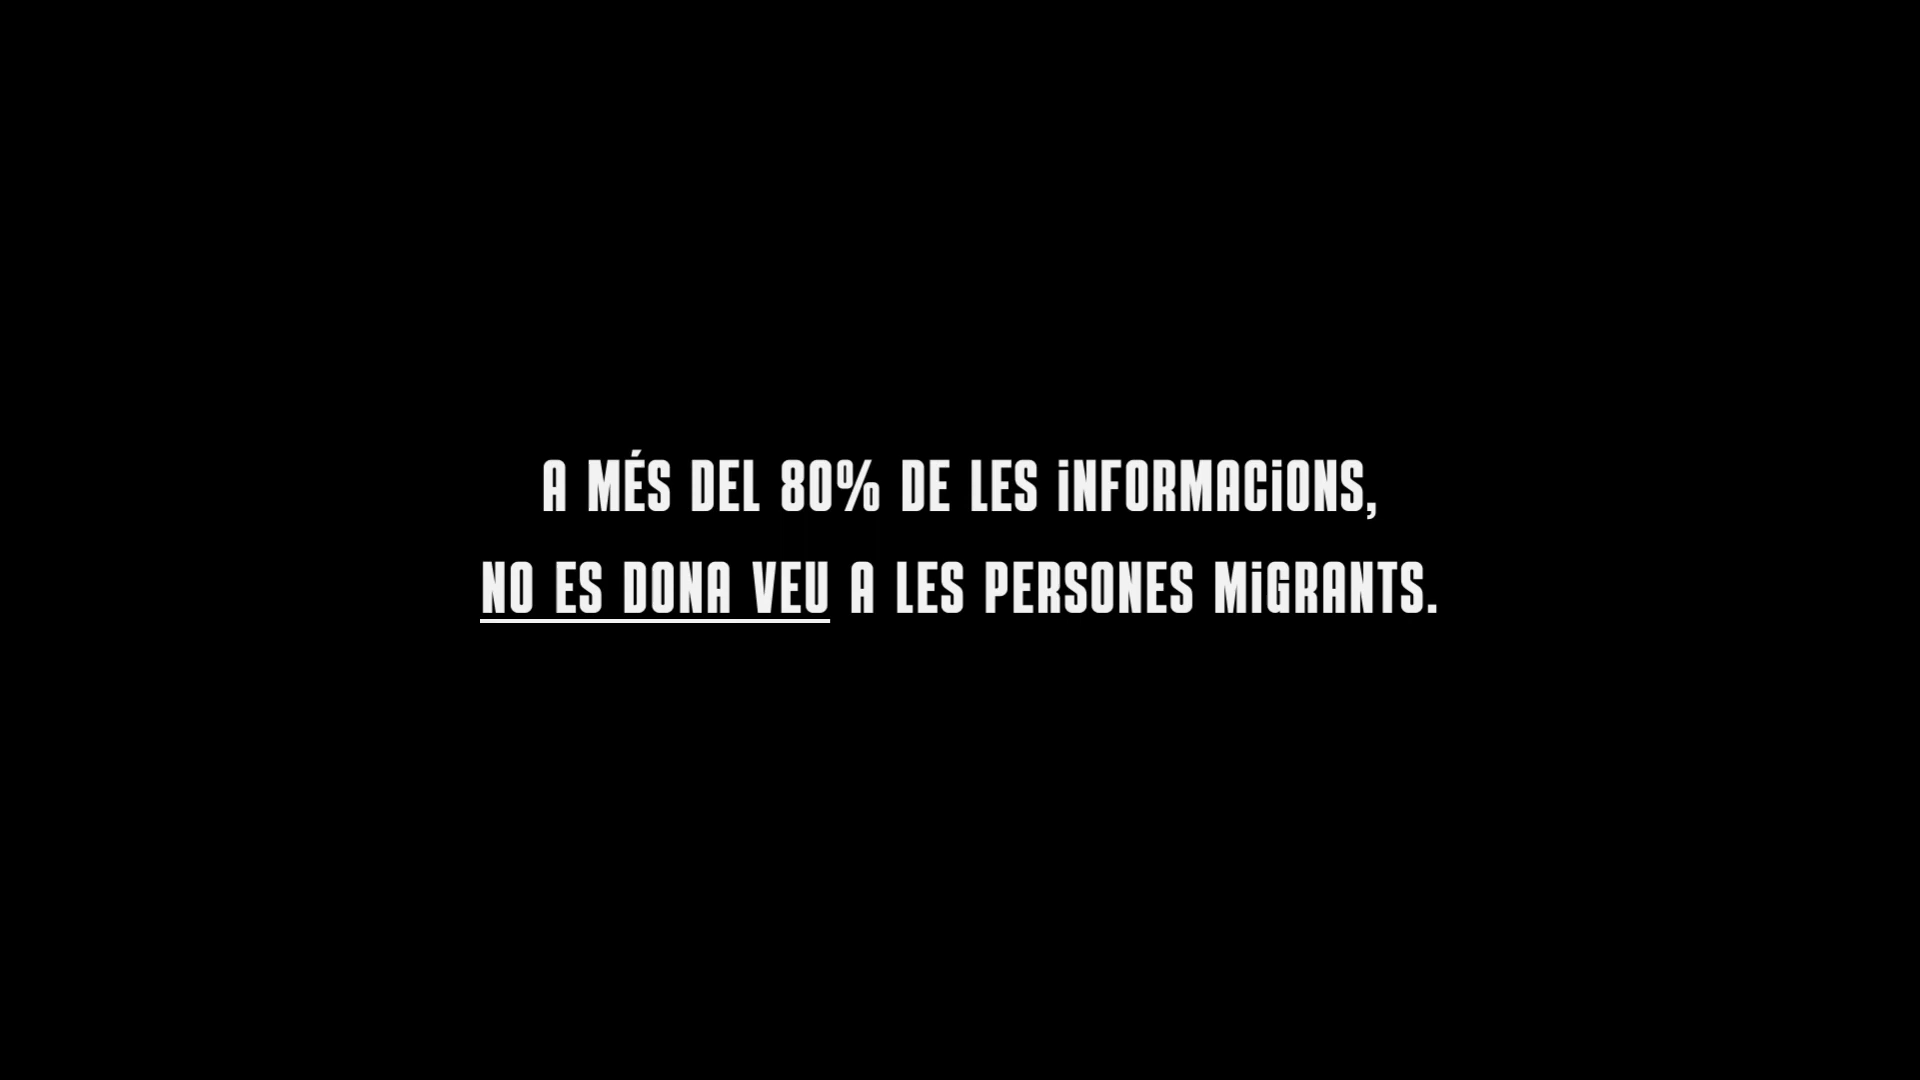 A MÉS DEL 80% DE LES iNFORMACiONS,
NO ES DONA VEU A LES PERSONES MiGRANTS.